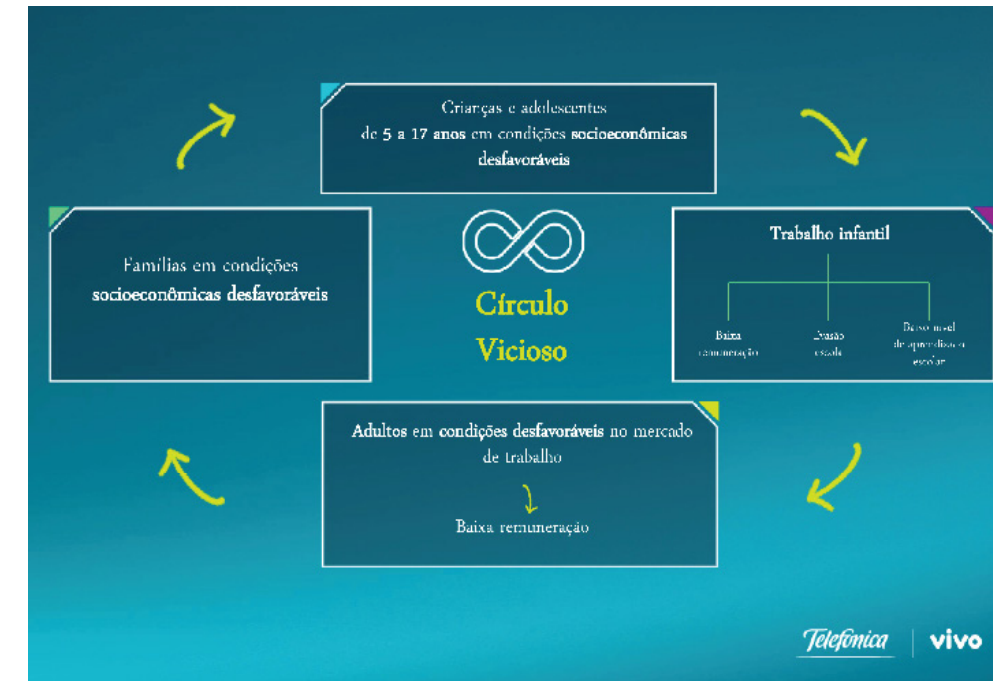 Crianças e adolescentes
de 5 a 17 anos em condições socioeconômicas
desfavoráveis
Famílias em condições
socioeconômicas desfavoráveis
Círculo
Vicioso
Trabalho infantil
Baixa
remuneração
Evasão
escola
Baixo nível
de aprendizado
escolar
Adultos em condições desfavoráveis no mercado
de trabalho
Baixa remuneração
Telefónica
vivo